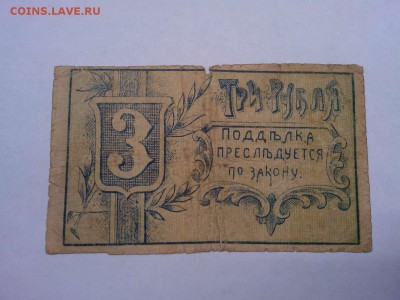 COINS.LAVE.RU
3
ТРИ РУБЛЯ
ПОДДѢЛКА
ПРЕСЛѢДУЕТСЯ
ПО ЗАКОНУ.